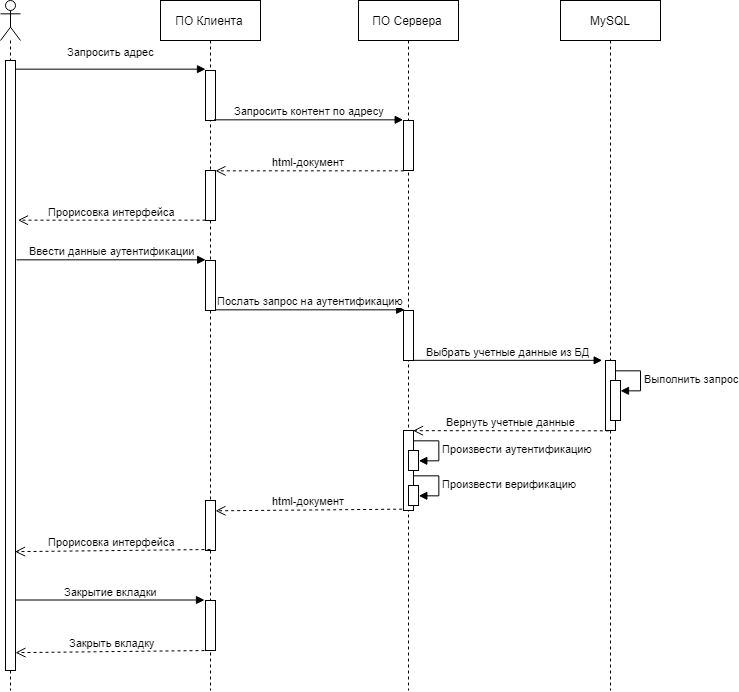 ПО Клиента
ПО Сервера
MySQL
Запросить адрес
Запросить контент по адресу
html-документ
Прорисовка интерфейса
Ввести данные аутентификации
Послать запрос на аутентификацию
Выбрать учетные данные из БД
Выполнить запрос
Вернуть учетные данные
Произвести аутентификацию
Произвести верификацию
html-документ
Прорисовка интерфейса
Закрытие вкладки
Закрыть вкладку